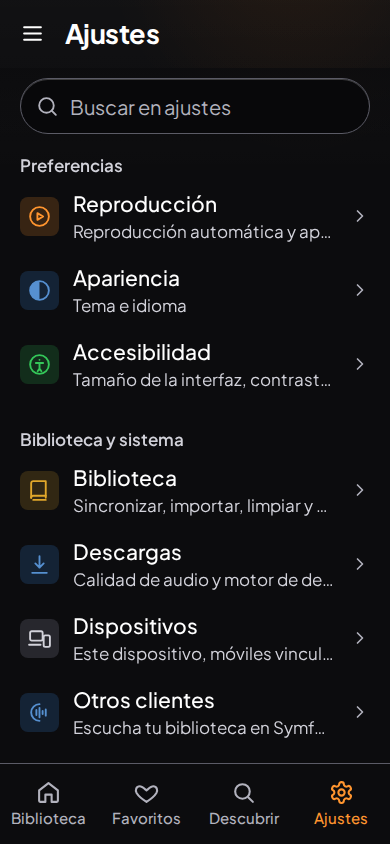 Ajustes
Buscar en ajustes
Preferencias
Reproducción
Reproducción automática y ap...
Apariencia
Tema e idioma
Accesibilidad
Tamaño de la interfaz, contrast...
Biblioteca y sistema
Biblioteca
Sincronizar, importar, limpiar y ...
Descargas
Calidad de audio y motor de de...
Dispositivos
Este dispositivo, móviles vincul...
Otros clientes
Escucha tu biblioteca en Symf...
Biblioteca
Favoritos
Descubrir
Ajustes